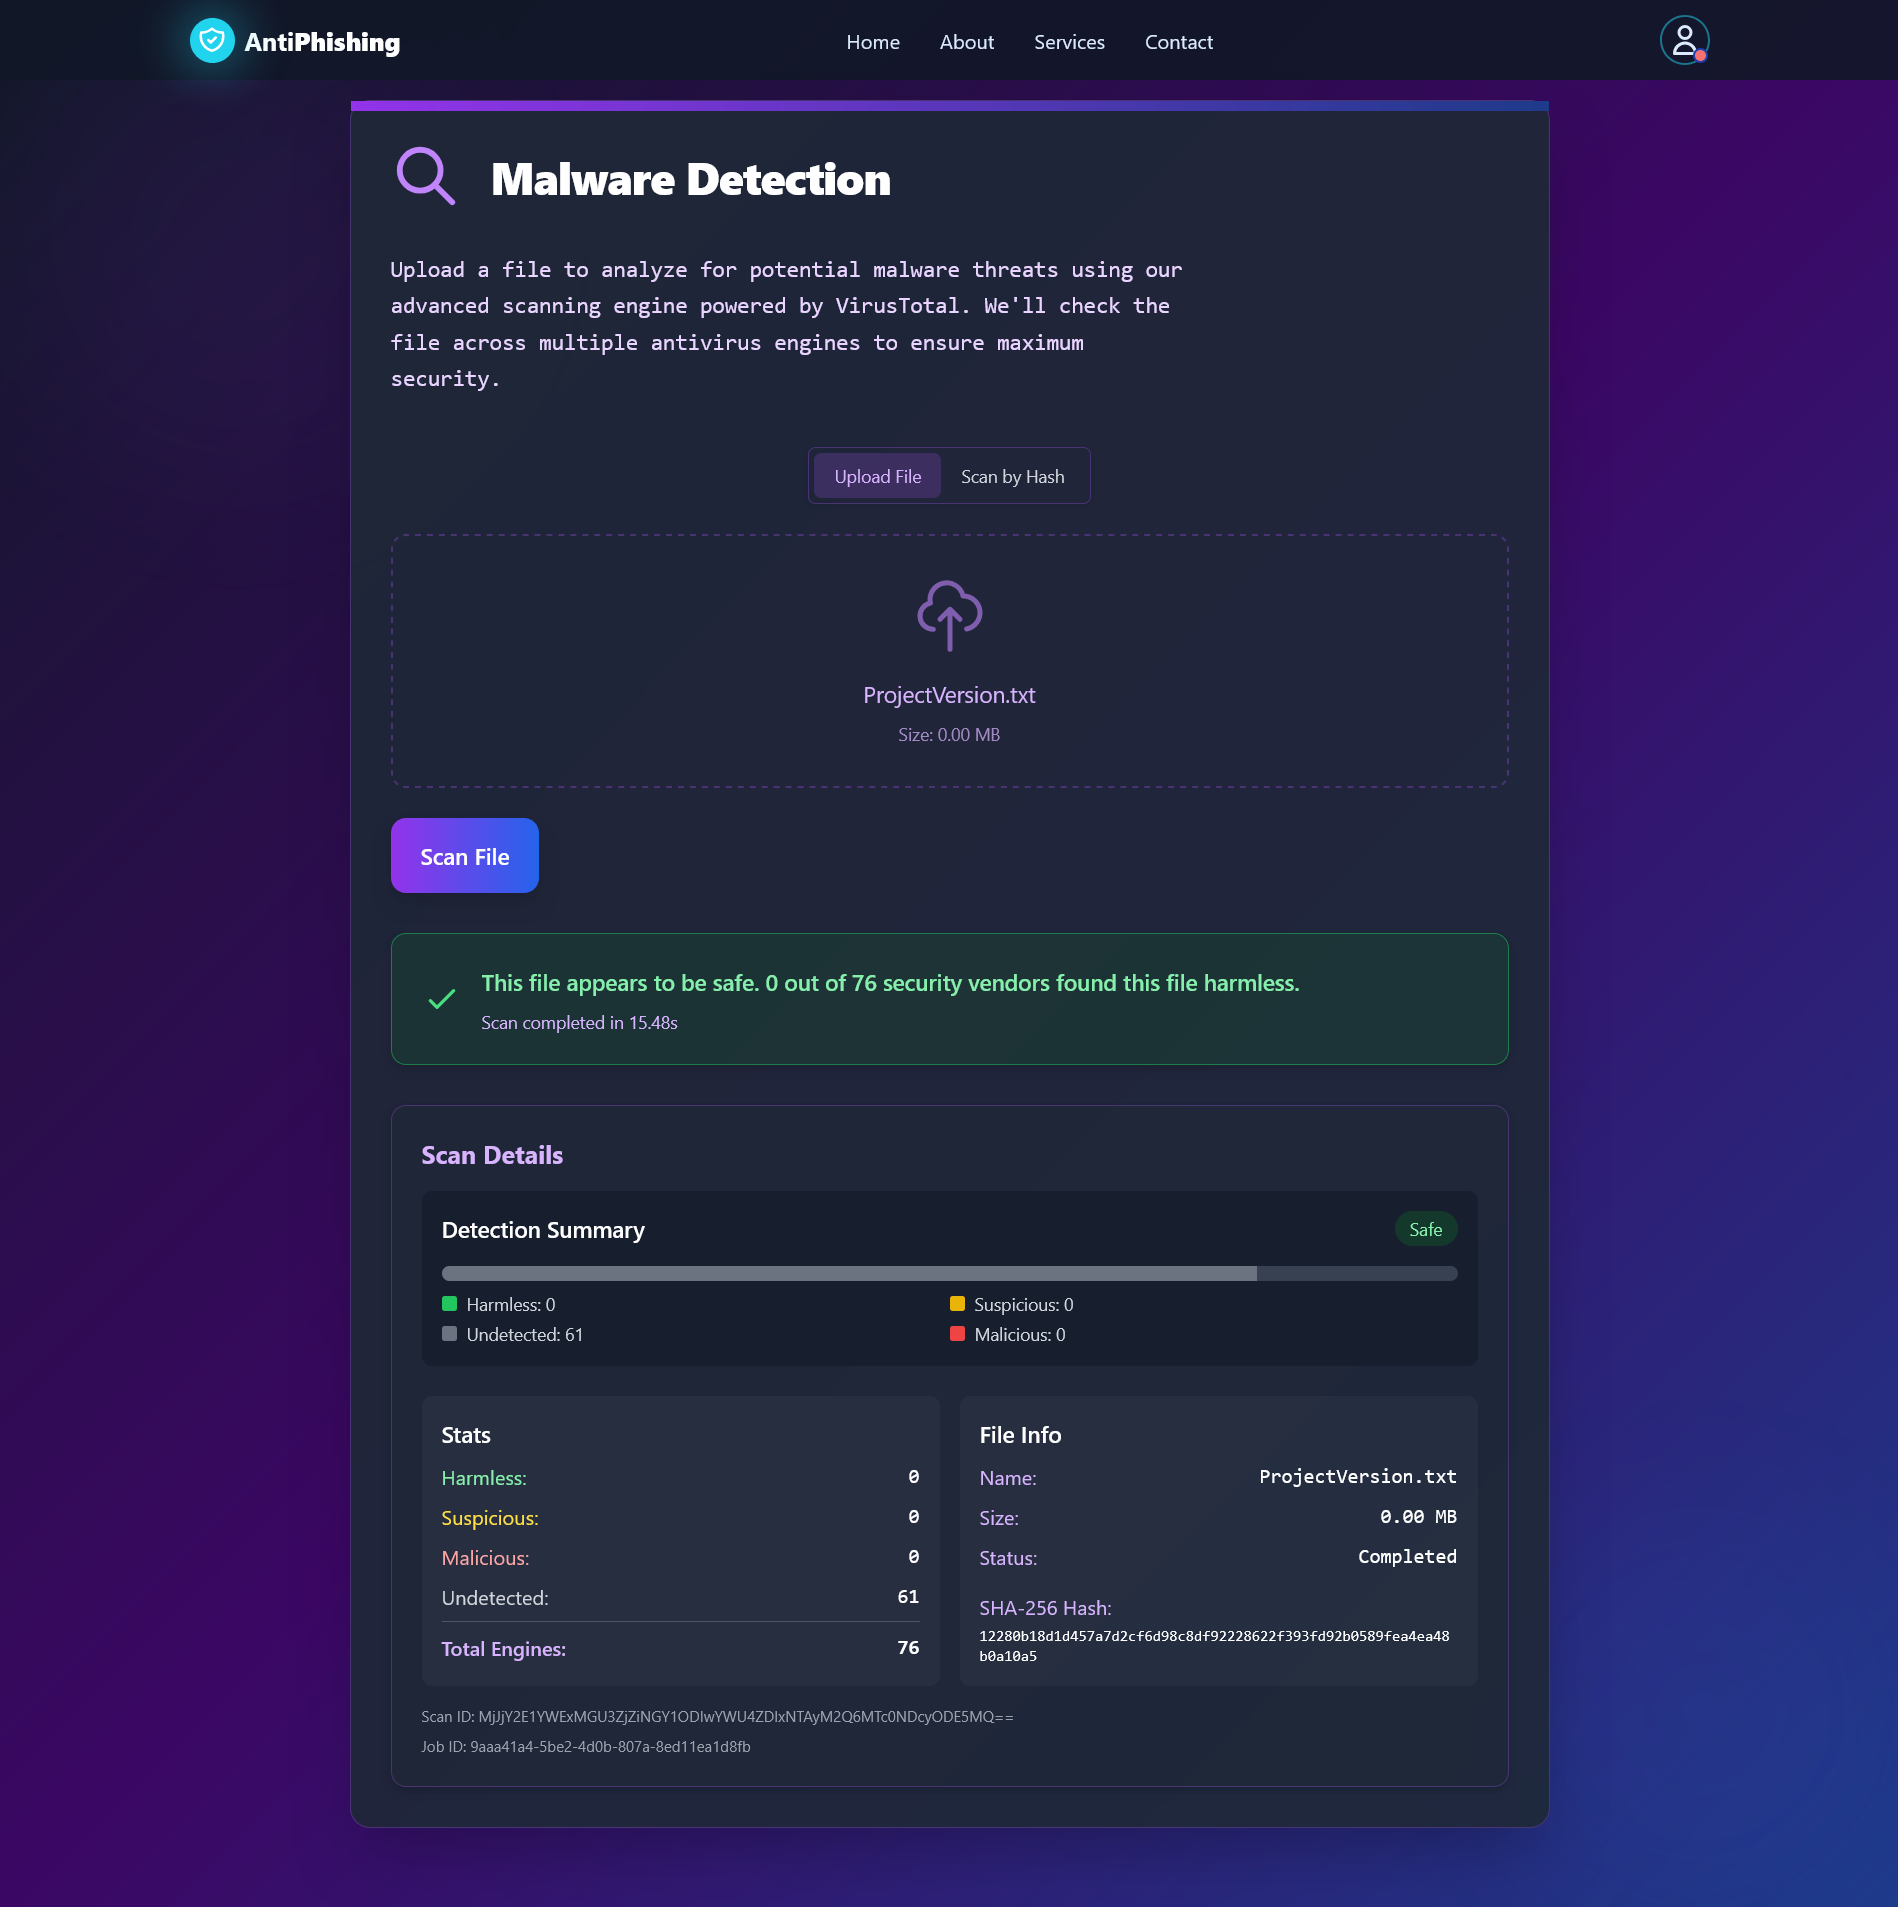 AntiPhishing
Home
About
Services
Contact
Malware Detection
Upload a file to analyze for potential malware threats using our
advanced scanning engine powered by VirusTotal. We'll check the
file across multiple antivirus engines to ensure maximum
security.
Upload File
Scan by Hash
ProjectVersion.txt
Size: 0.00 MB
Scan File
This file appears to be safe. 0 out of 76 security vendors found this file harmless.
Scan completed in 15.48s
Scan Details
Detection Summary
Safe
Harmless: 0
Suspicious: 0
Undetected: 61
Malicious: 0
Stats
Harmless: 0
Suspicious: 0
Malicious: 0
Undetected: 61
Total Engines: 76
File Info
Name: ProjectVersion.txt
Size: 0.00 MB
Status: Completed
SHA-256 Hash:
12280b18d1d457a7d2cf6d98c8df92228622f393fd92b0589fea4ea48
b0a10a5
Scan ID: MjJjY2E1YWExMGU3ZjZiNGY1ODIwYWU4ZDIxNTAyM2Q6MTc0NDcyODE5MQ==
Job ID: 9aaa41a4-5be2-4d0b-807a-8ed11ea1d8fb